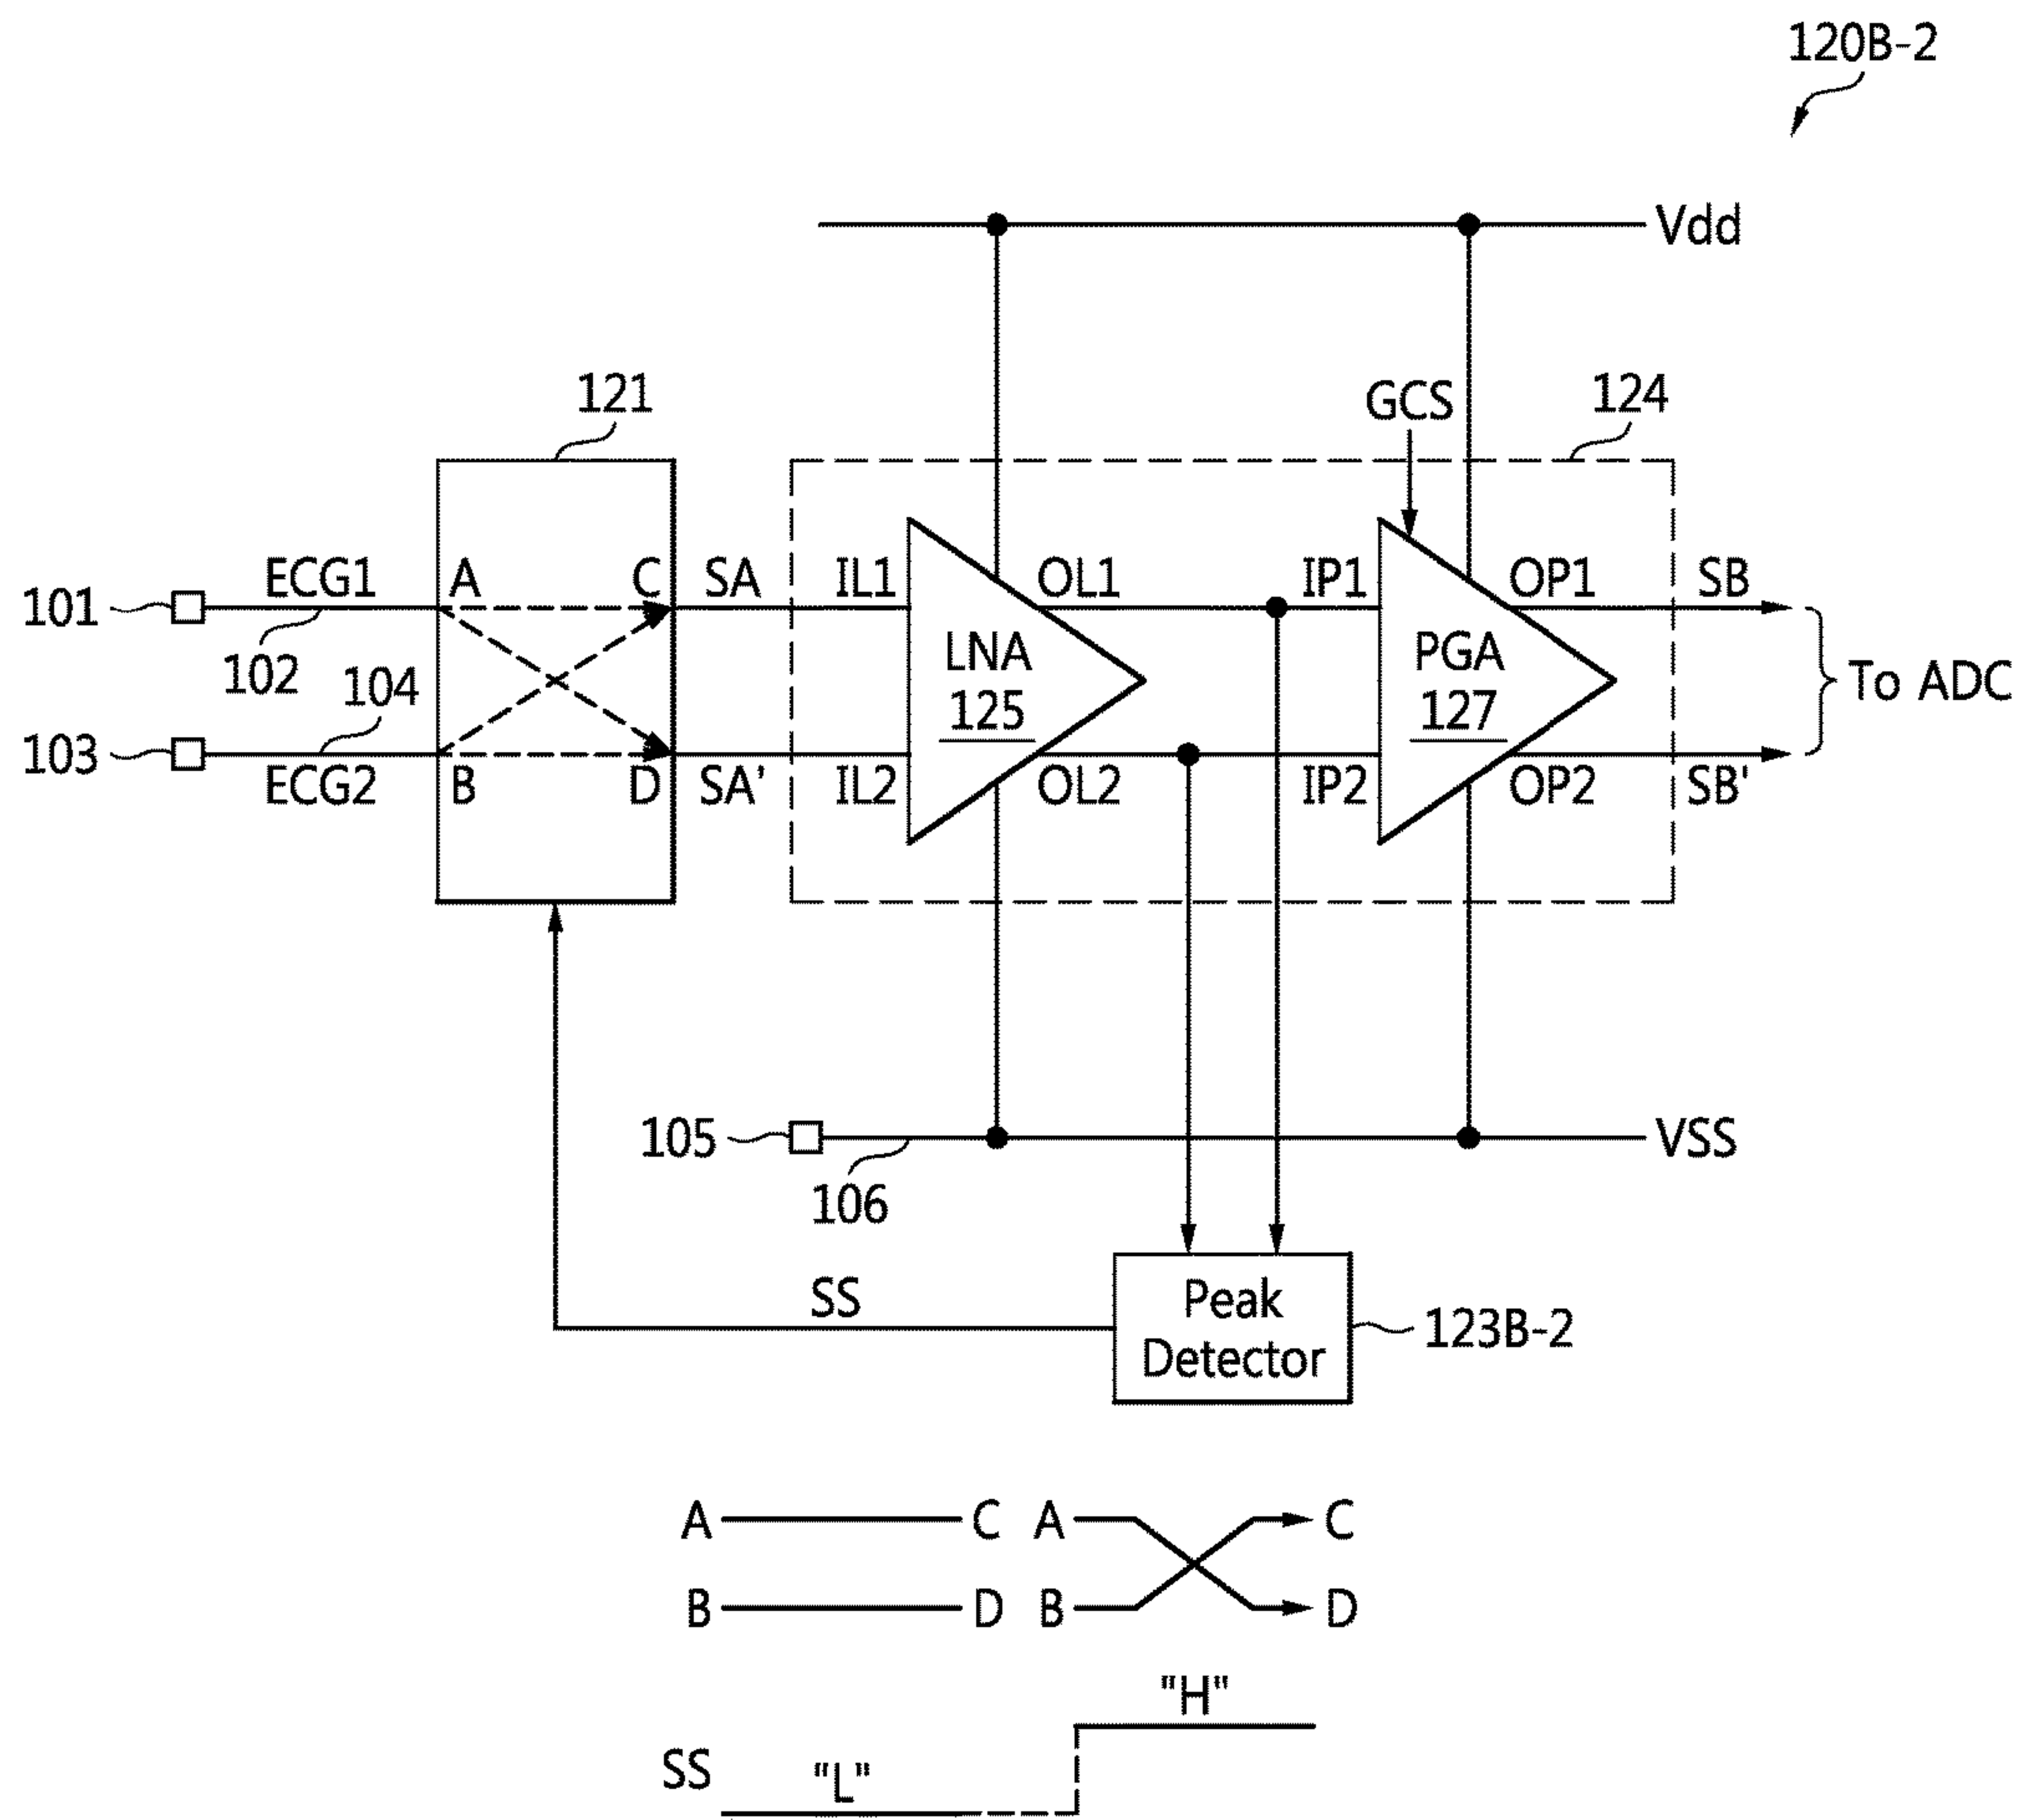 120B-2
Vdd
121
GCS
124
ECG1
A
C
SA
IL1
OL1
IP1
OP1
SB
101
102
LNA
125
PGA
127
To ADC
104
103
ECG2
B
D
SA'
IL2
OL2
IP2
OP2
SB'
105
VSS
106
SS
Peak
Detector
123B-2
A C A C
B D B D
"H"
SS "L"